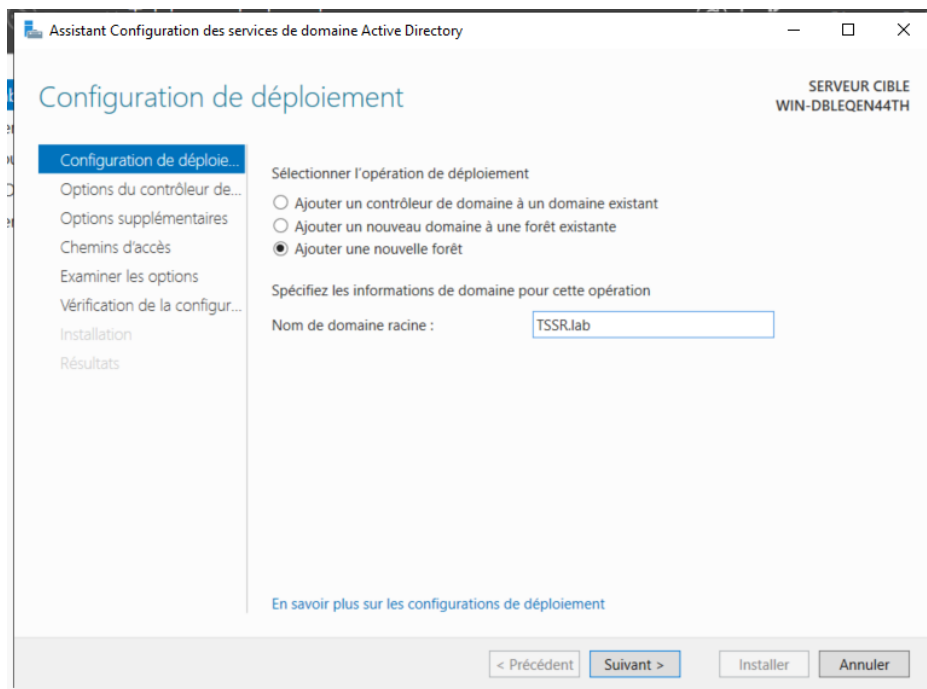 Assistant Configuration des services de domaine Active Directory
Configuration de déploiement
SERVEUR CIBLE
WIN-DBLEQEN44TH
Configuration de déploie...
Options du contrôleur de...
Options supplémentaires
Chemins d'accès
Examiner les options
Vérification de la configur...
Installation
Résultats
Sélectionner l'opération de déploiement
Ajouter un contrôleur de domaine à un domaine existant
Ajouter un nouveau domaine à une forêt existante
Ajouter une nouvelle forêt
Spécifiez les informations de domaine pour cette opération
Nom de domaine racine : TSSR.lab
En savoir plus sur les configurations de déploiement
< Précédent Suivant > Installer Annuler